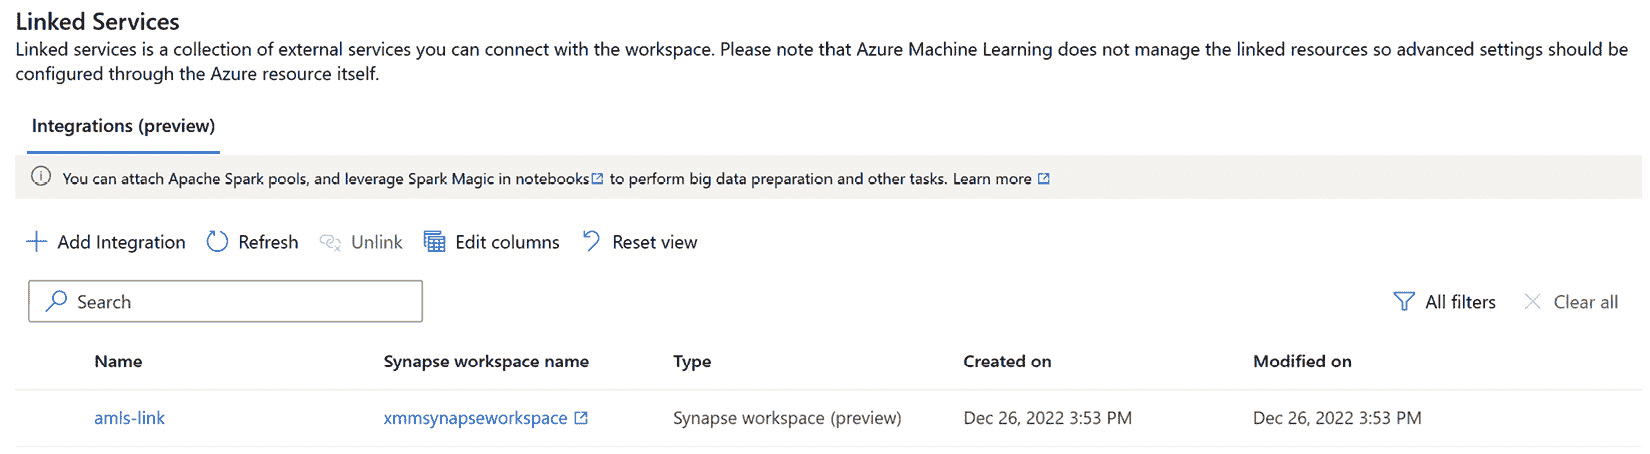 Linked Services
Linked services is a collection of external services you can connect with the workspace. Please note that Azure Machine Learning does not manage the linked resources so advanced settings should be
configured through the Azure resource itself.
Integrations (preview)
You can attach Apache Spark pools, and leverage Spark Magic in notebooks to perform big data preparation and other tasks. Learn more
Add Integration Refresh Unlink Edit columns Reset view
Search All filters Clear all
Name Synapse workspace name Type Created on Modified on
amls-link xmmsynapseworkspace Synapse workspace (preview) Dec 26, 2022 3:53 PM Dec 26, 2022 3:53 PM